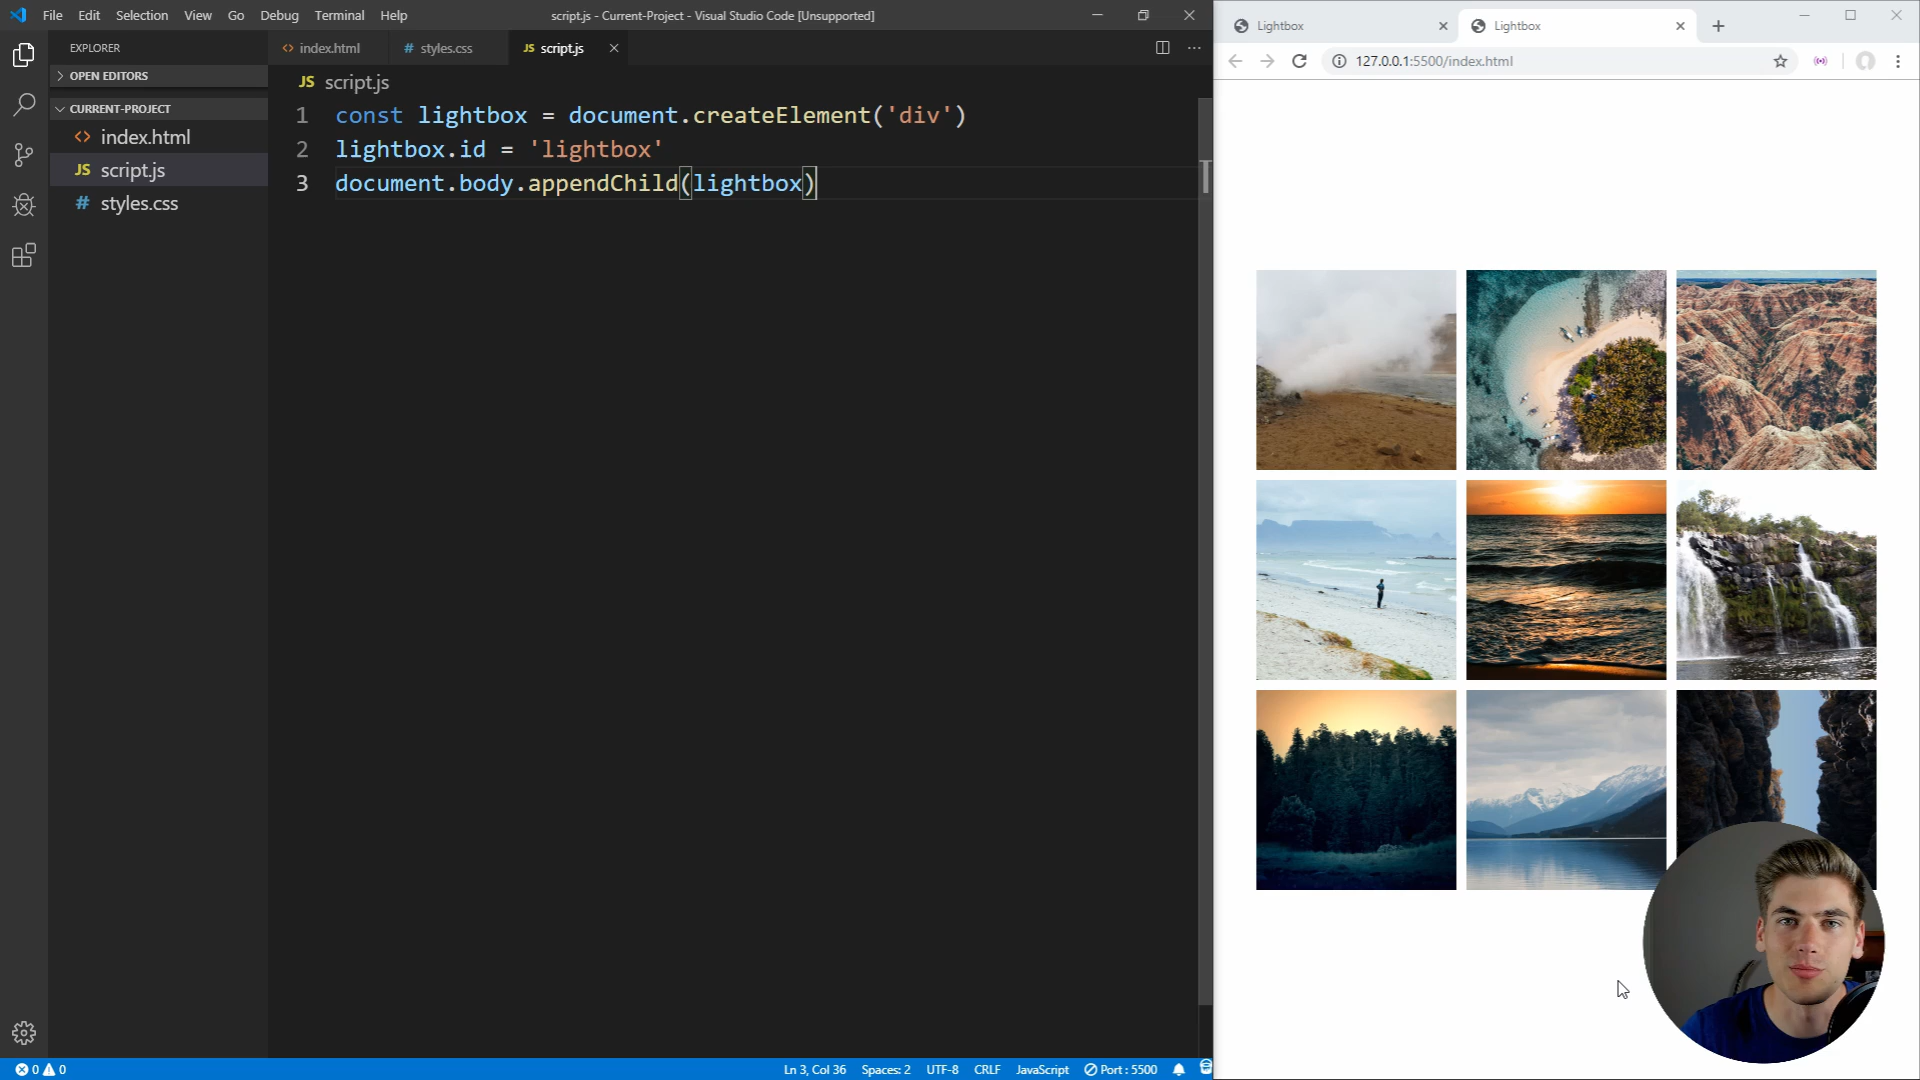 File Edit Selection View Go Debug Terminal Help
script.js - Current-Project - Visual Studio Code [Unsupported]
EXPLORER
OPEN EDITORS
CURRENT-PROJECT
<> index.html
JS script.js
# styles.css
<> index.html # styles.css JS script.js
JS script.js
1 const lightbox = document.createElement('div')
2 lightbox.id = 'lightbox'
3 document.body.appendChild(lightbox)
0 0
Ln 3, Col 36 Spaces: 2 UTF-8 CRLF JavaScript Port : 5500
Lightbox Lightbox
127.0.0.1:5500/index.html